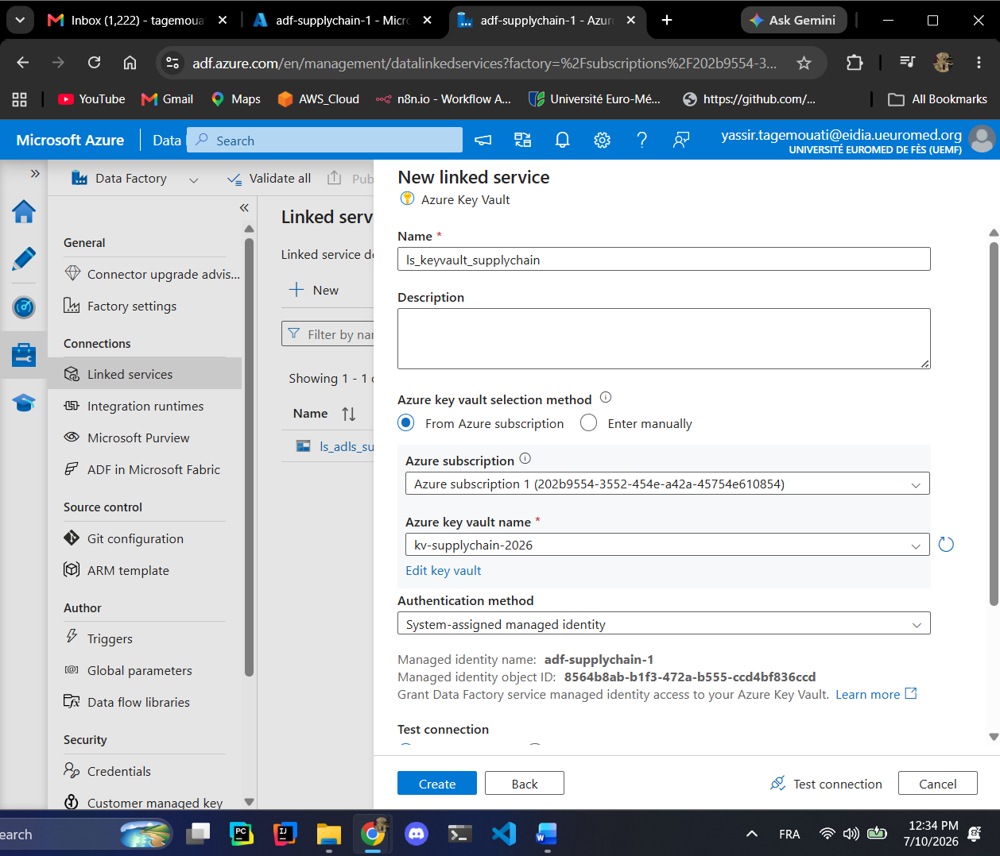 Inbox (1,222) - tagemoua
adf-supplychain-1 - Micro
adf-supplychain-1 - Azur
Ask Gemini
adf.azure.com/en/management/datalinkedservices?factory=%2Fsubscriptions%2F202b9554-3...
YouTube
Gmail
Maps
AWS_Cloud
n8n.io - Workflow A...
Université Euro-Mé...
https://github.com/...
All Bookmarks
Microsoft Azure
Data
Search
yassir.tagemouati@eidia.ueuromed.org
UNIVERSITÉ EUROMED DE FÈS (UEMF)
Data Factory
Validate all
Pub
General
Connector upgrade advis...
Factory settings
Connections
Linked services
Integration runtimes
Microsoft Purview
ADF in Microsoft Fabric
Source control
Git configuration
ARM template
Author
Triggers
Global parameters
Data flow libraries
Security
Credentials
Customer managed key
Linked serv
Linked service de
New
Filter by nar
Showing 1 - 1 o
Name
ls_adls_su
New linked service
Azure Key Vault
Name *
ls_keyvault_supplychain
Description
Azure key vault selection method
From Azure subscription
Enter manually
Azure subscription
Azure subscription 1 (202b9554-3552-454e-a42a-45754e610854)
Azure key vault name *
kv-supplychain-2026
Edit key vault
Authentication method
System-assigned managed identity
Managed identity name: adf-supplychain-1
Managed identity object ID: 8564b8ab-b1f3-472a-b555-ccd4bf836ccd
Grant Data Factory service managed identity access to your Azure Key Vault. Learn more
Test connection
Create
Back
Test connection
Cancel
earch
FRA
12:34 PM
7/10/2026